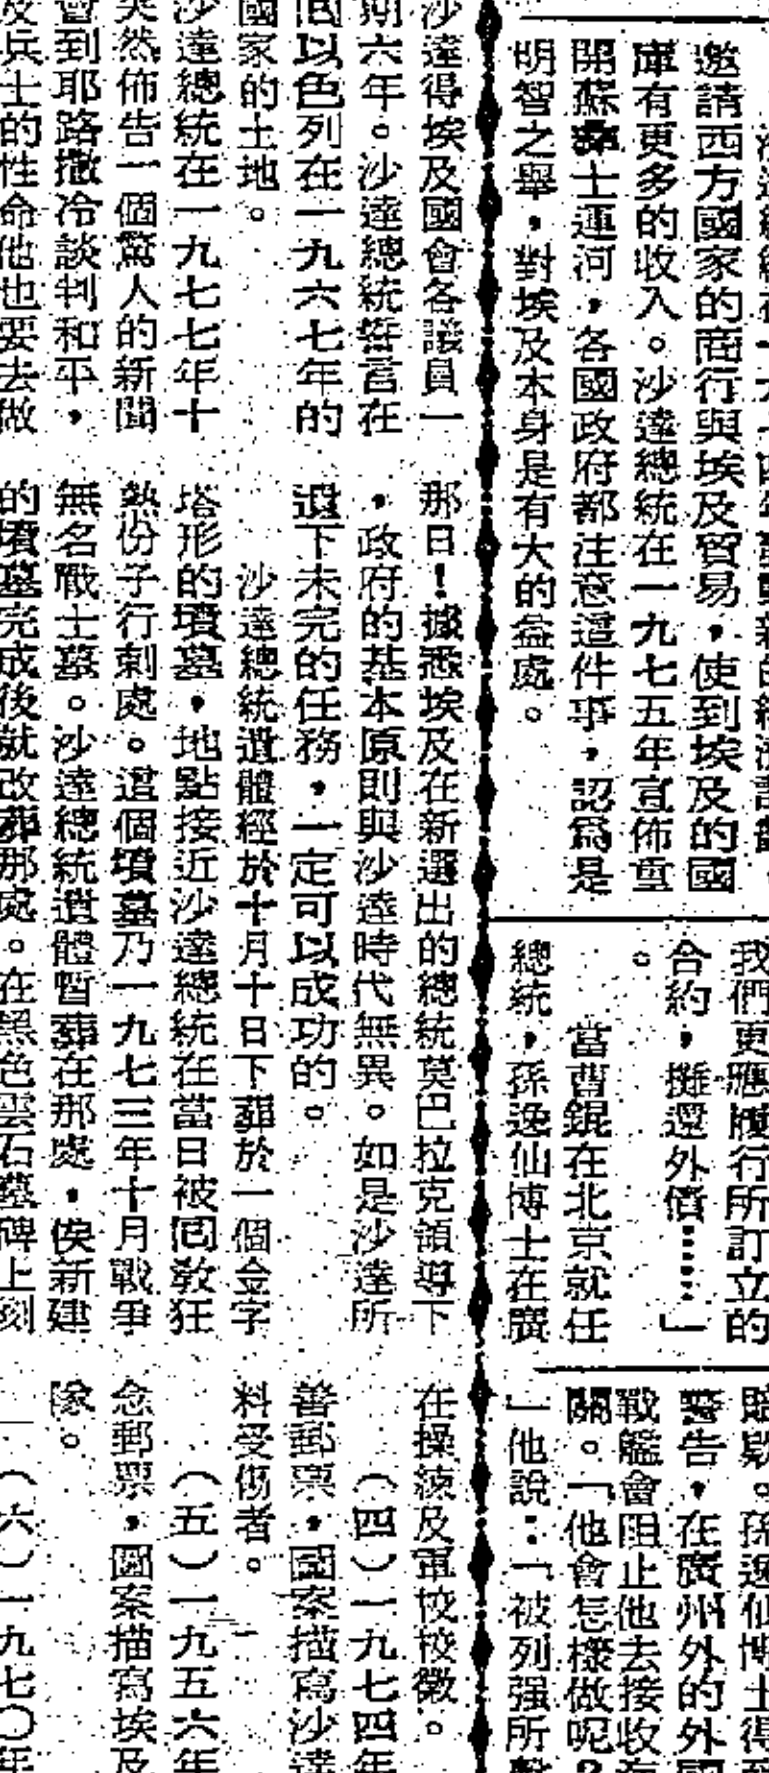 邀請西方國家的商行與埃及貿易，使到埃及的國
庫有更多的收入。沙達總統在一九七五年宣佈重
開蘇彝士運河，各國政府都注意這件事，認爲是
明智之舉，對埃及本身是有大的益處。
我們更應履行所訂立的
合約，攤還外債……」
。
當曹錕在北京就任
總統，孫逸仙博士在廣
孫逸仙博士得
警告，在廣州外的外國
戰艦會阻止他去接收
關。「他會怎樣做呢？
」他說：「被列强所
沙達得埃及國會各議員一
期六年。沙達總統誓言在
回以色列在一九六七年的
國家的土地。
沙達總統在一九七七年十
突然佈告一個驚人的新聞
會到耶路撒冷談判和平，
及兵士的性命他也要去做
那日！據悉埃及在新選出的總統莫巴拉克領導下
，政府的基本原則與沙達時代無異。如是沙達所
遺下未完的任務，一定可以成功的。
沙達總統遺體經於十月十日下葬於一個金字
塔形的墳墓，地點接近沙達總統在當日被回敎狂
熱份子行刺處。這個墳墓乃一九七三年十月戰爭
無名戰士墓。沙達總統遺體暫葬在那處，俟新建
的墳墓完成後就改葬那處。在黑色雲石墓碑上刻
在操練及軍校校徽。
（四）一九七四年
善郵票，圖案描寫沙達
料受傷者。
（五）一九五六年
念郵票，圖案描寫埃及
隊。
（六）一九七〇年